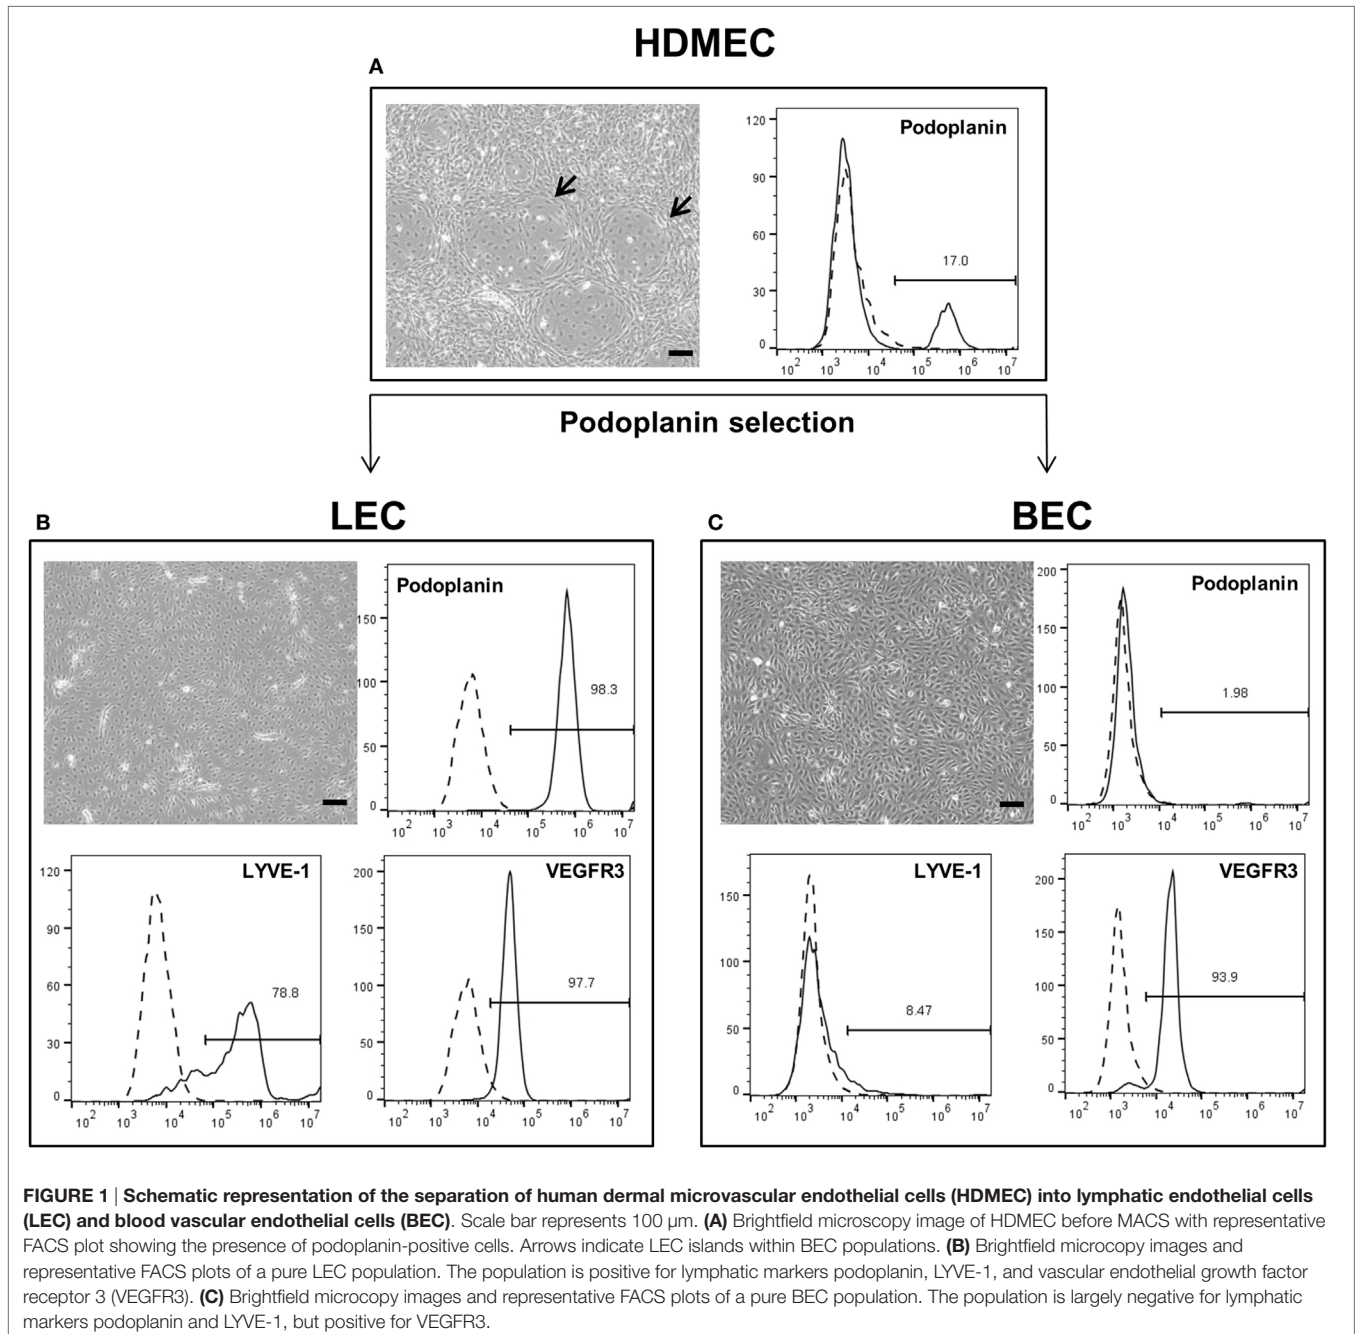 HDMEC
A
Podoplanin
120
90
60
30
0
17.0
10² 10³ 10⁴ 10⁵ 10⁶ 10⁷
Podoplanin selection
B
LEC
Podoplanin
150
100
50
0
98.3
10² 10³ 10⁴ 10⁵ 10⁶ 10⁷
LYVE-1
120
90
60
30
0
78.8
10² 10³ 10⁴ 10⁵ 10⁶ 10⁷
VEGFR3
200
150
100
50
0
97.7
10² 10³ 10⁴ 10⁵ 10⁶ 10⁷
C
BEC
Podoplanin
200
150
100
50
0
1.98
10² 10³ 10⁴ 10⁵ 10⁶ 10⁷
LYVE-1
150
100
50
0
8.47
10² 10³ 10⁴ 10⁵ 10⁶ 10⁷
VEGFR3
200
150
100
50
0
93.9
10² 10³ 10⁴ 10⁵ 10⁶ 10⁷
FIGURE 1 | Schematic representation of the separation of human dermal microvascular endothelial cells (HDMEC) into lymphatic endothelial cells
(LEC) and blood vascular endothelial cells (BEC). Scale bar represents 100 μm. (A) Brightfield microscopy image of HDMEC before MACS with representative
FACS plot showing the presence of podoplanin-positive cells. Arrows indicate LEC islands within BEC populations. (B) Brightfield microcopy images and
representative FACS plots of a pure LEC population. The population is positive for lymphatic markers podoplanin, LYVE-1, and vascular endothelial growth factor
receptor 3 (VEGFR3). (C) Brightfield microcopy images and representative FACS plots of a pure BEC population. The population is largely negative for lymphatic
markers podoplanin and LYVE-1, but positive for VEGFR3.